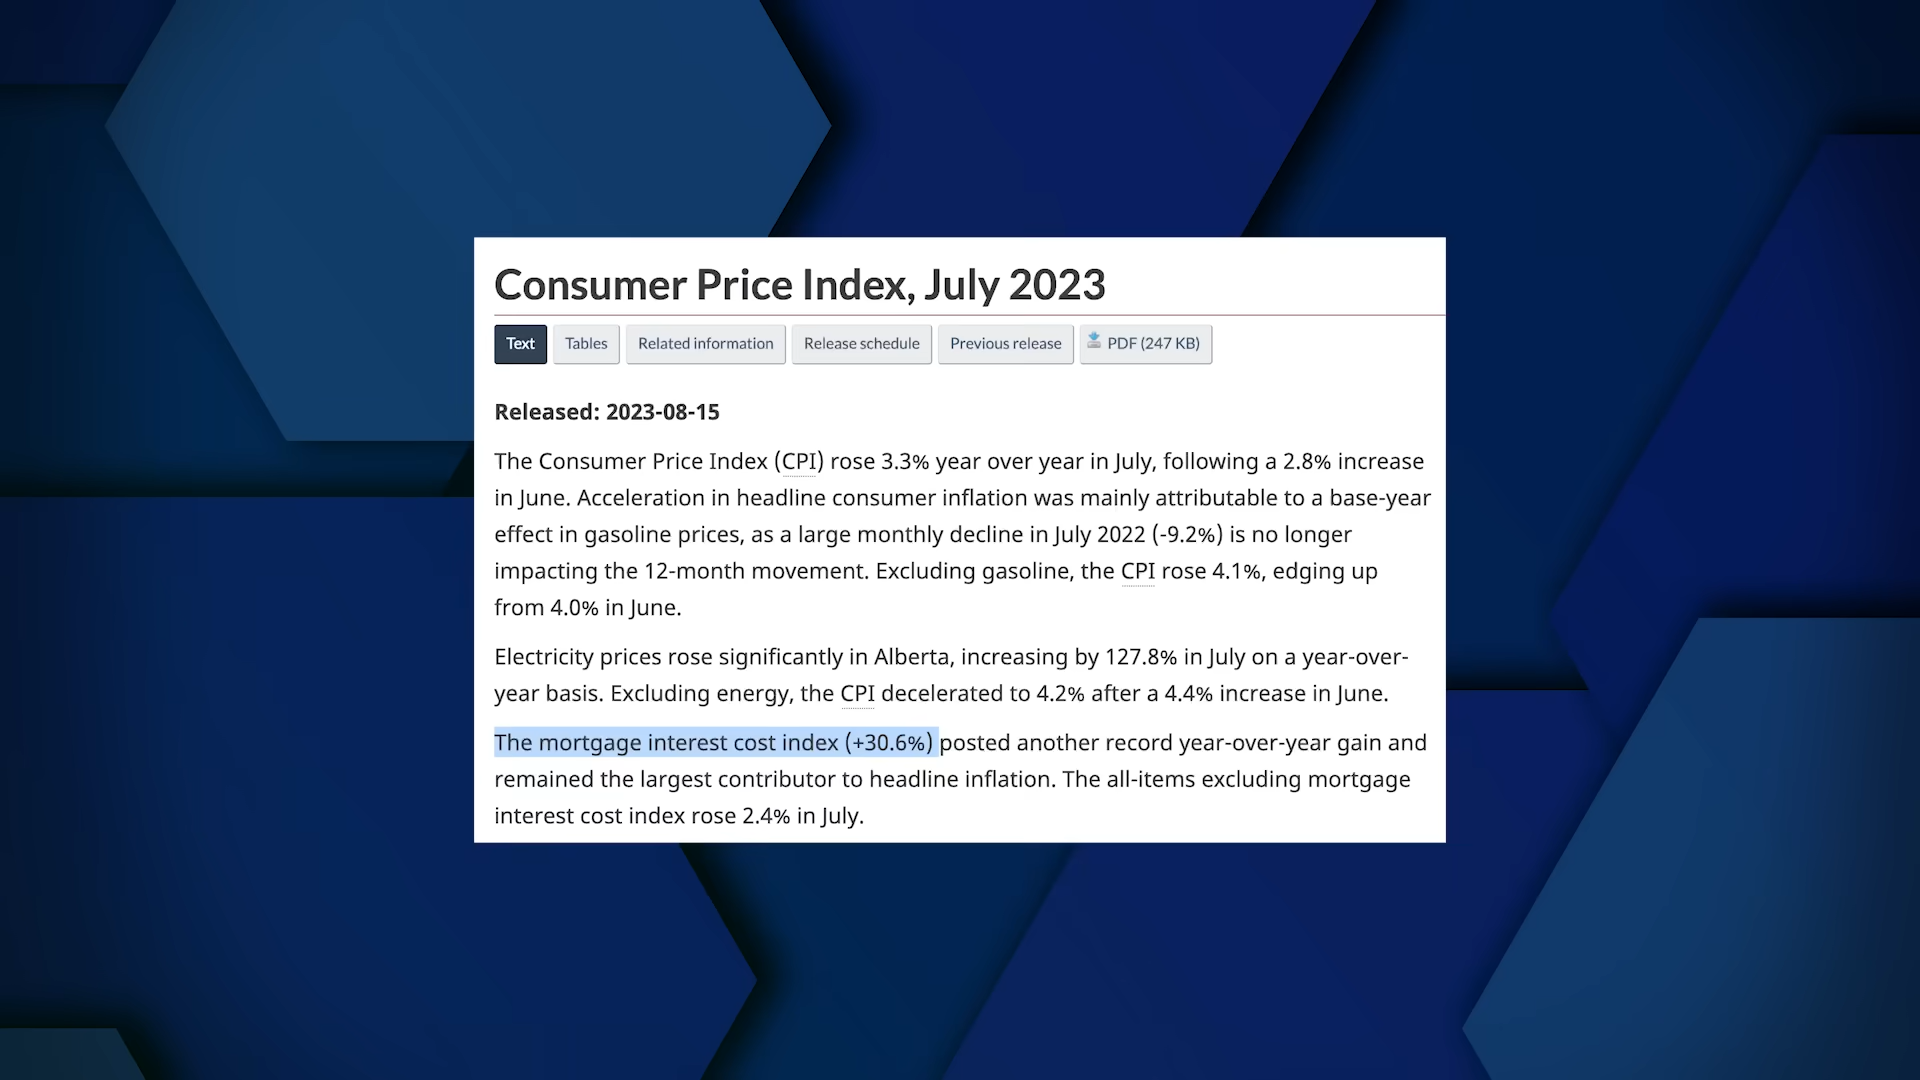 Consumer Price Index, July 2023
Text Tables Related information Release schedule Previous release PDF (247 KB)
Released: 2023-08-15
The Consumer Price Index (CPI) rose 3.3% year over year in July, following a 2.8% increase
in June. Acceleration in headline consumer inflation was mainly attributable to a base-year
effect in gasoline prices, as a large monthly decline in July 2022 (-9.2%) is no longer
impacting the 12-month movement. Excluding gasoline, the CPI rose 4.1%, edging up
from 4.0% in June.
Electricity prices rose significantly in Alberta, increasing by 127.8% in July on a year-over-
year basis. Excluding energy, the CPI decelerated to 4.2% after a 4.4% increase in June.
The mortgage interest cost index (+30.6%) posted another record year-over-year gain and
remained the largest contributor to headline inflation. The all-items excluding mortgage
interest cost index rose 2.4% in July.